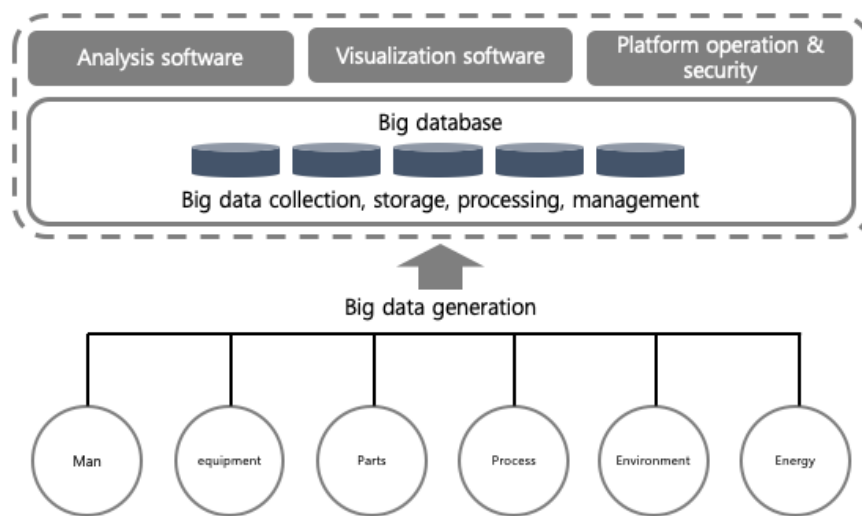 Analysis software
Visualization software
Platform operation &
security
Big database
Big data collection, storage, processing, management
Big data generation
Man
equipment
Parts
Process
Environment
Energy